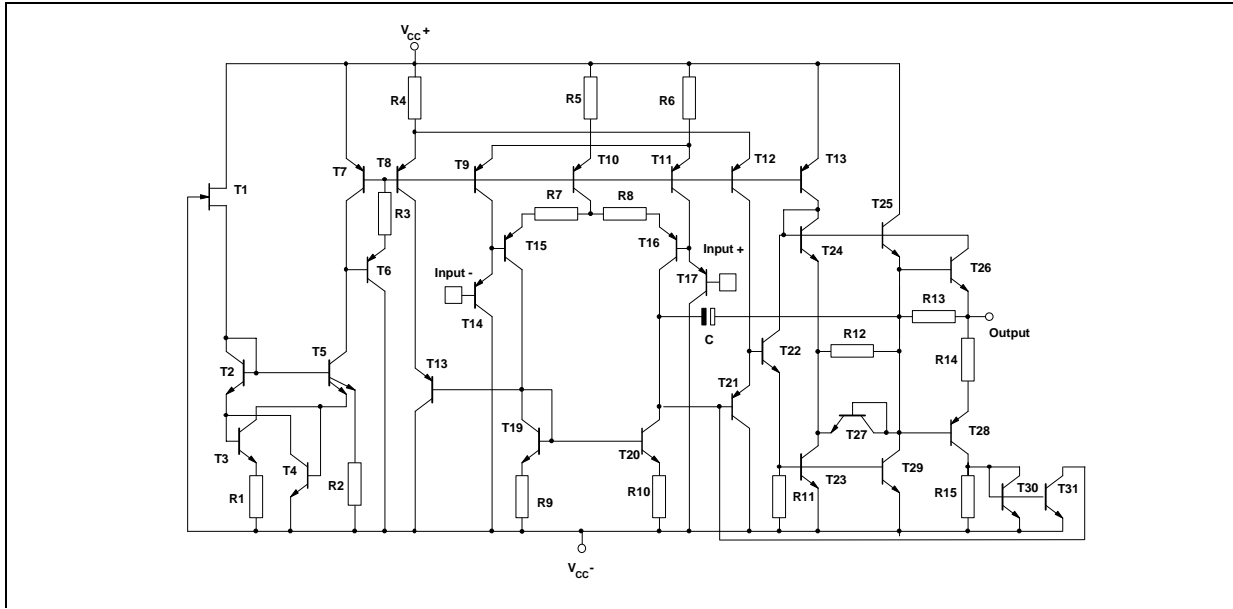 VCC+
R4
R5
R6
T7
T8
T9
T10
T11
T12
T13
T1
R3
R7
R8
T25
T6
T15
T16
Input +
T24
T26
Input -
T17
R13
T14
C
Output
T22
R12
R14
T2
T5
T13
T21
T27
T28
T19
T3
T4
T20
T29
R1
R2
R9
R10
R11
T23
R15
T30
T31
VCC-